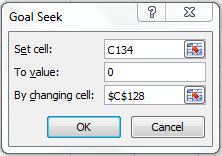 Goal Seek
Set cell: C134
To value: 0
By changing cell: $C$128
OK Cancel